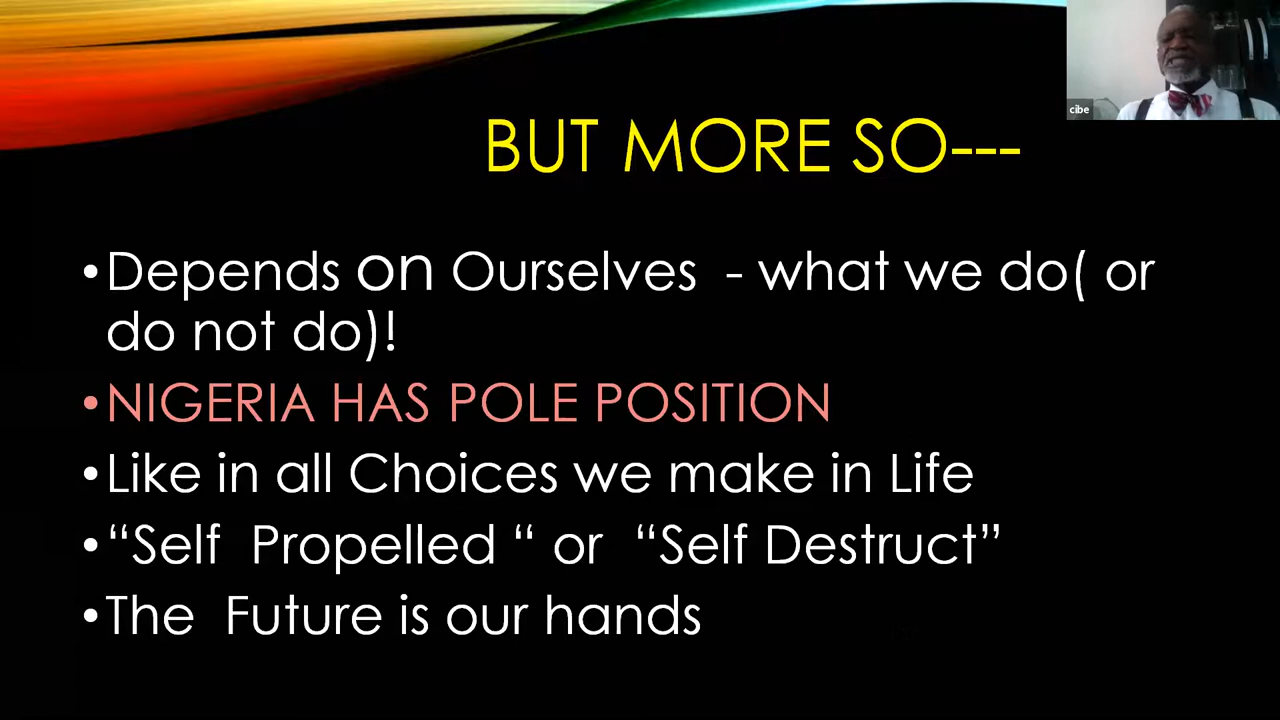 cibe
BUT MORE SO---
•Depends on Ourselves - what we do( or
do not do)!
•NIGERIA HAS POLE POSITION
•Like in all Choices we make in Life
•“Self Propelled “ or “Self Destruct”
•The Future is our hands